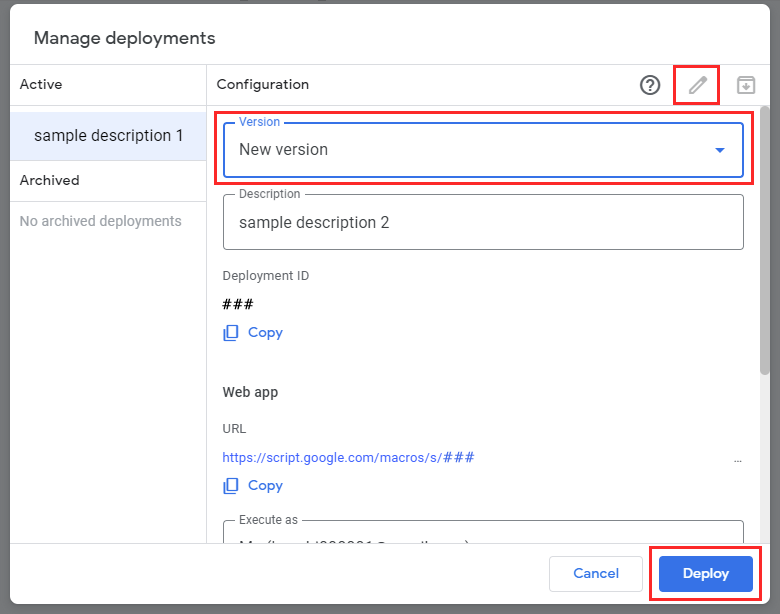 Manage deployments
Active
Configuration
sample description 1
Archived
No archived deployments
Version
New version
Description
sample description 2
Deployment ID
###
Copy
Web app
URL
https://script.google.com/macros/s/###
...
Copy
Execute as
Cancel
Deploy